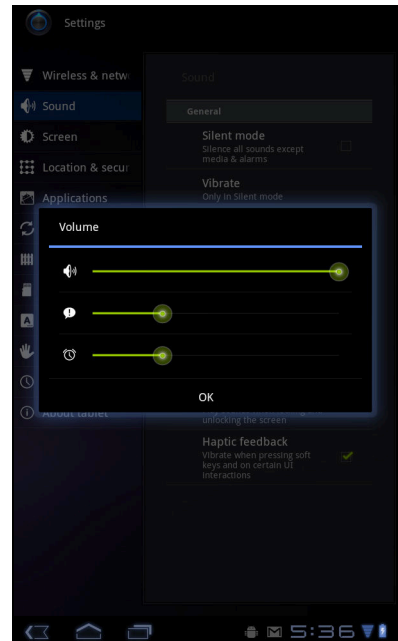 Settings
Wireless & netw
Sound
Sound
General
Screen
Silent mode
Silence all sounds except
media & alarms
Location & secur
Vibrate
Only in Silent mode
Applications
Volume
OK
About tablet
unlocking the screen
Haptic feedback
Vibrate when pressing soft
keys and on certain UI
Interactions
5:36